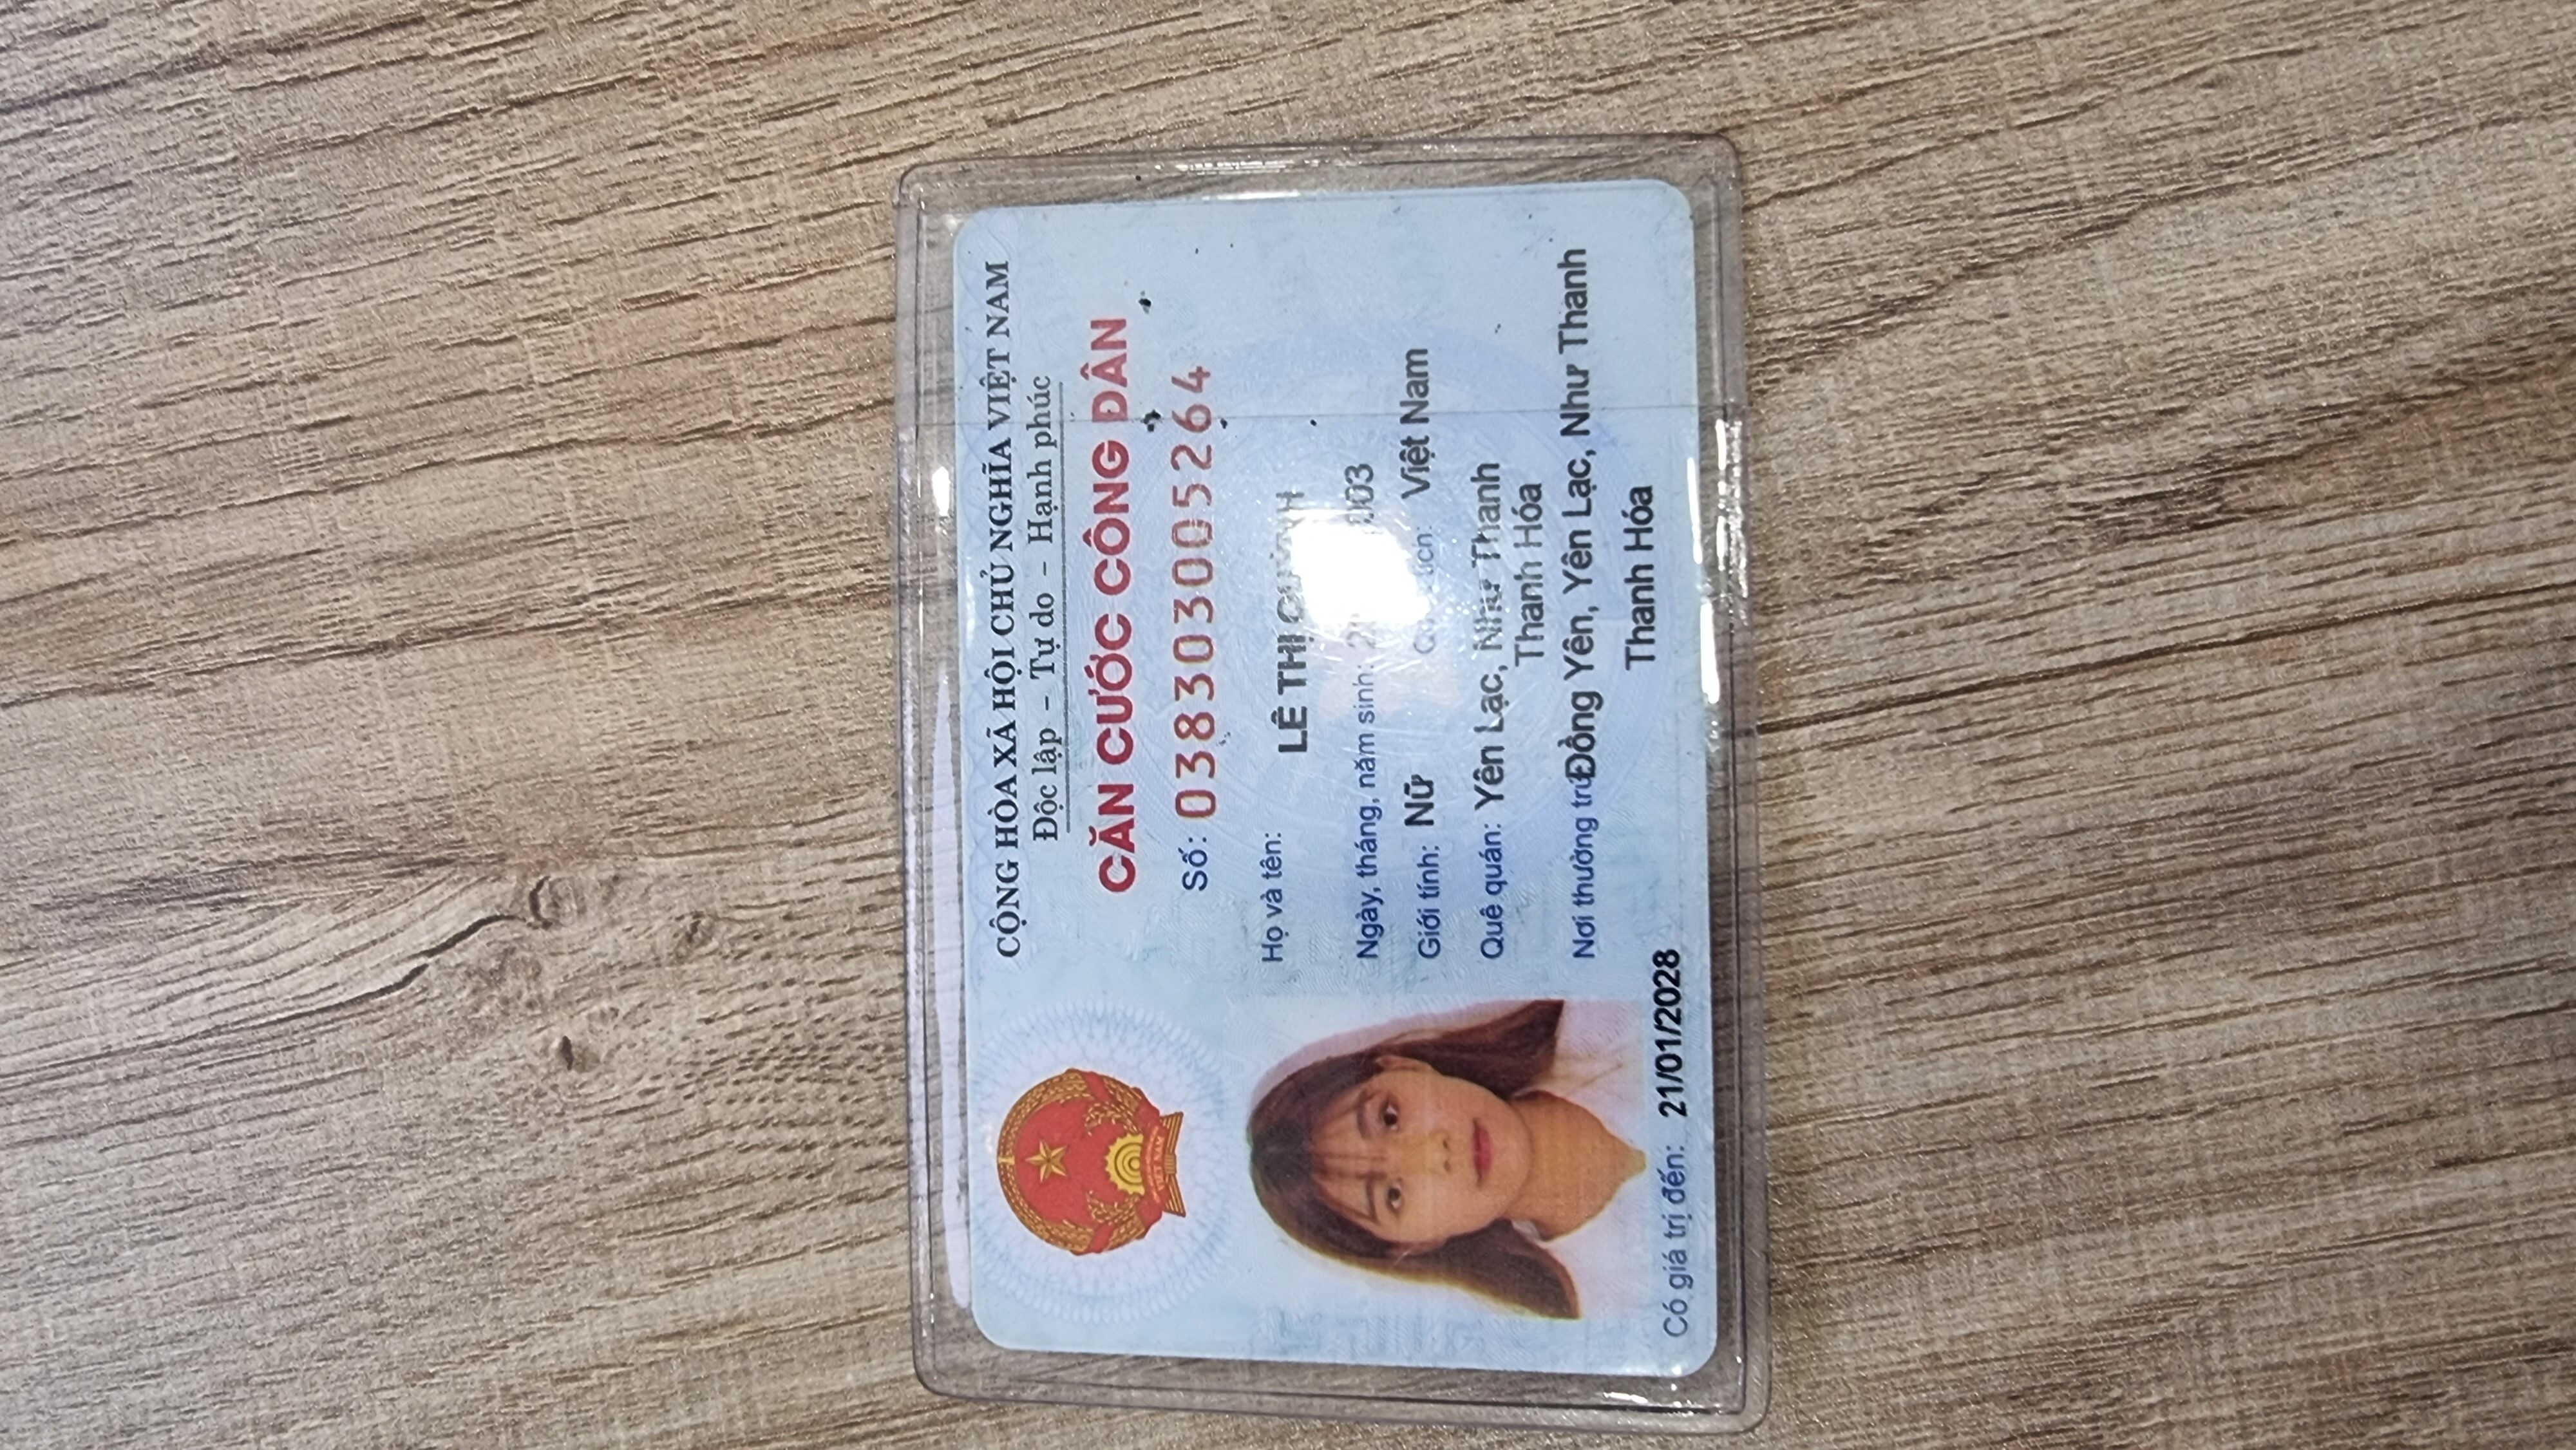 CỘNG HÒA XÃ HỘI CHỦ NGHĨA VIỆT NAM
Độc lập - Tự do - Hạnh phúc
CĂN CƯỚC CÔNG DÂN
Số: 038303005264
Họ và tên:
LÊ THỊ
Ngày, tháng, năm sinh:
Giới tính: Nữ Việt Nam
Quê quán: Yên Lạc, Như Thanh
Thanh Hóa
Nơi thường trú: Đồng Yên, Yên Lạc, Như Thanh
Thanh Hóa
Có giá trị đến: 21/01/2028
VIỆT NAM